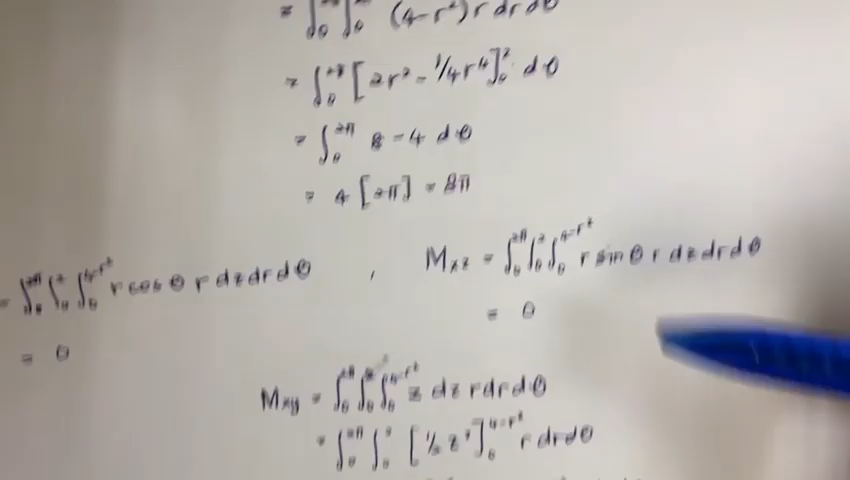 = ∫₀^2π ∫₀^2 (4-r²) r dr dθ
= ∫₀^2π [2r² - 1/4 r⁴]₀² dθ
= ∫₀^2π 8 - 4 dθ
= 4 [2π] = 8π
= ∫₀^2π ∫₀^2 ∫₀^4-r² r cos θ r dz dr dθ , M_xz = ∫₀^2π ∫₀^2 ∫₀^4-r² r sin θ r dz dr dθ
= 0 = 0
M_xy = ∫₀^2π ∫₀^2 ∫₀^4-r² z dz r dr dθ
= ∫₀^2π ∫₀^2 [1/2 z²]₀^4-r² r dr dθ